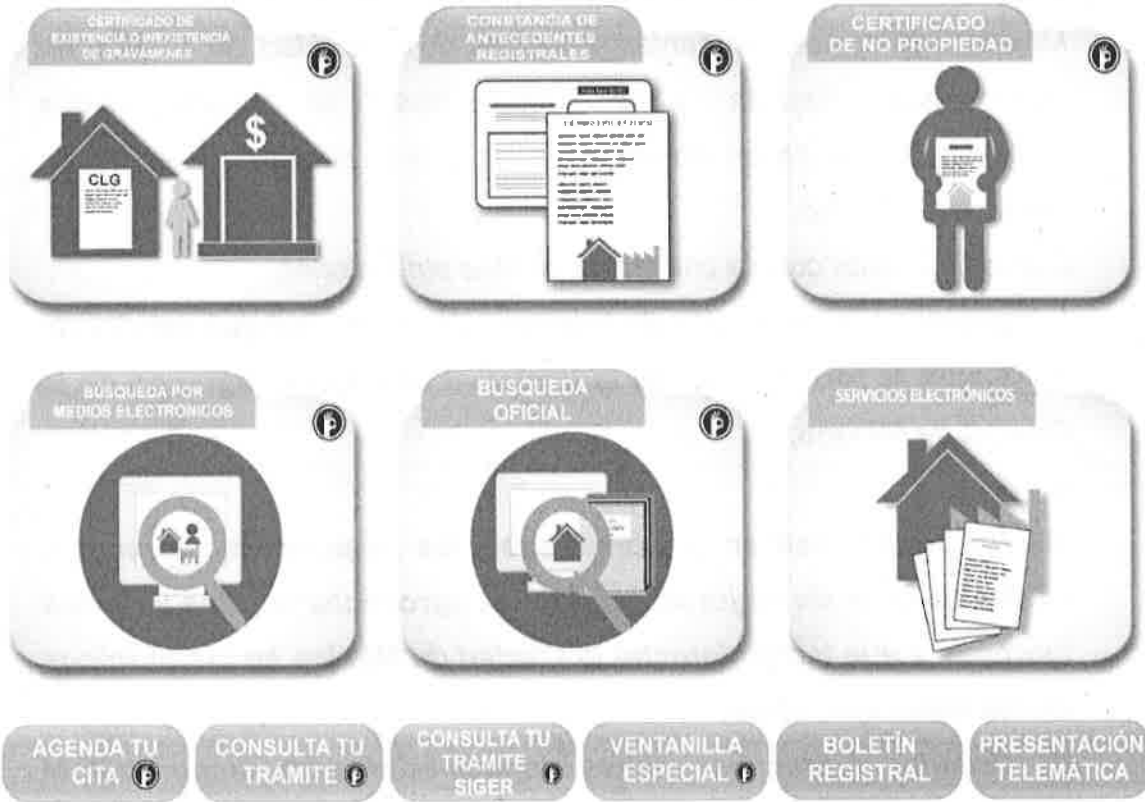 CERTIFICADO DE
EXISTENCIA O INEXISTENCIA
DE GRAVÁMENES
CONSTANCIA DE
ANTECEDENTES
REGISTRALES
CERTIFICADO
DE NO PROPIEDAD
$
CLG
BÚSQUEDA POR
MEDIOS ELECTRÓNICOS
BÚSQUEDA
OFICIAL
SERVICIOS ELECTRÓNICOS
AGENDA TU
CITA
CONSULTA TU
TRÁMITE
CONSULTA TU
TRAMITE
SIGER
VENTANILLA
ESPECIAL
BOLETÍN
REGISTRAL
PRESENTACIÓN
TELEMÁTICA